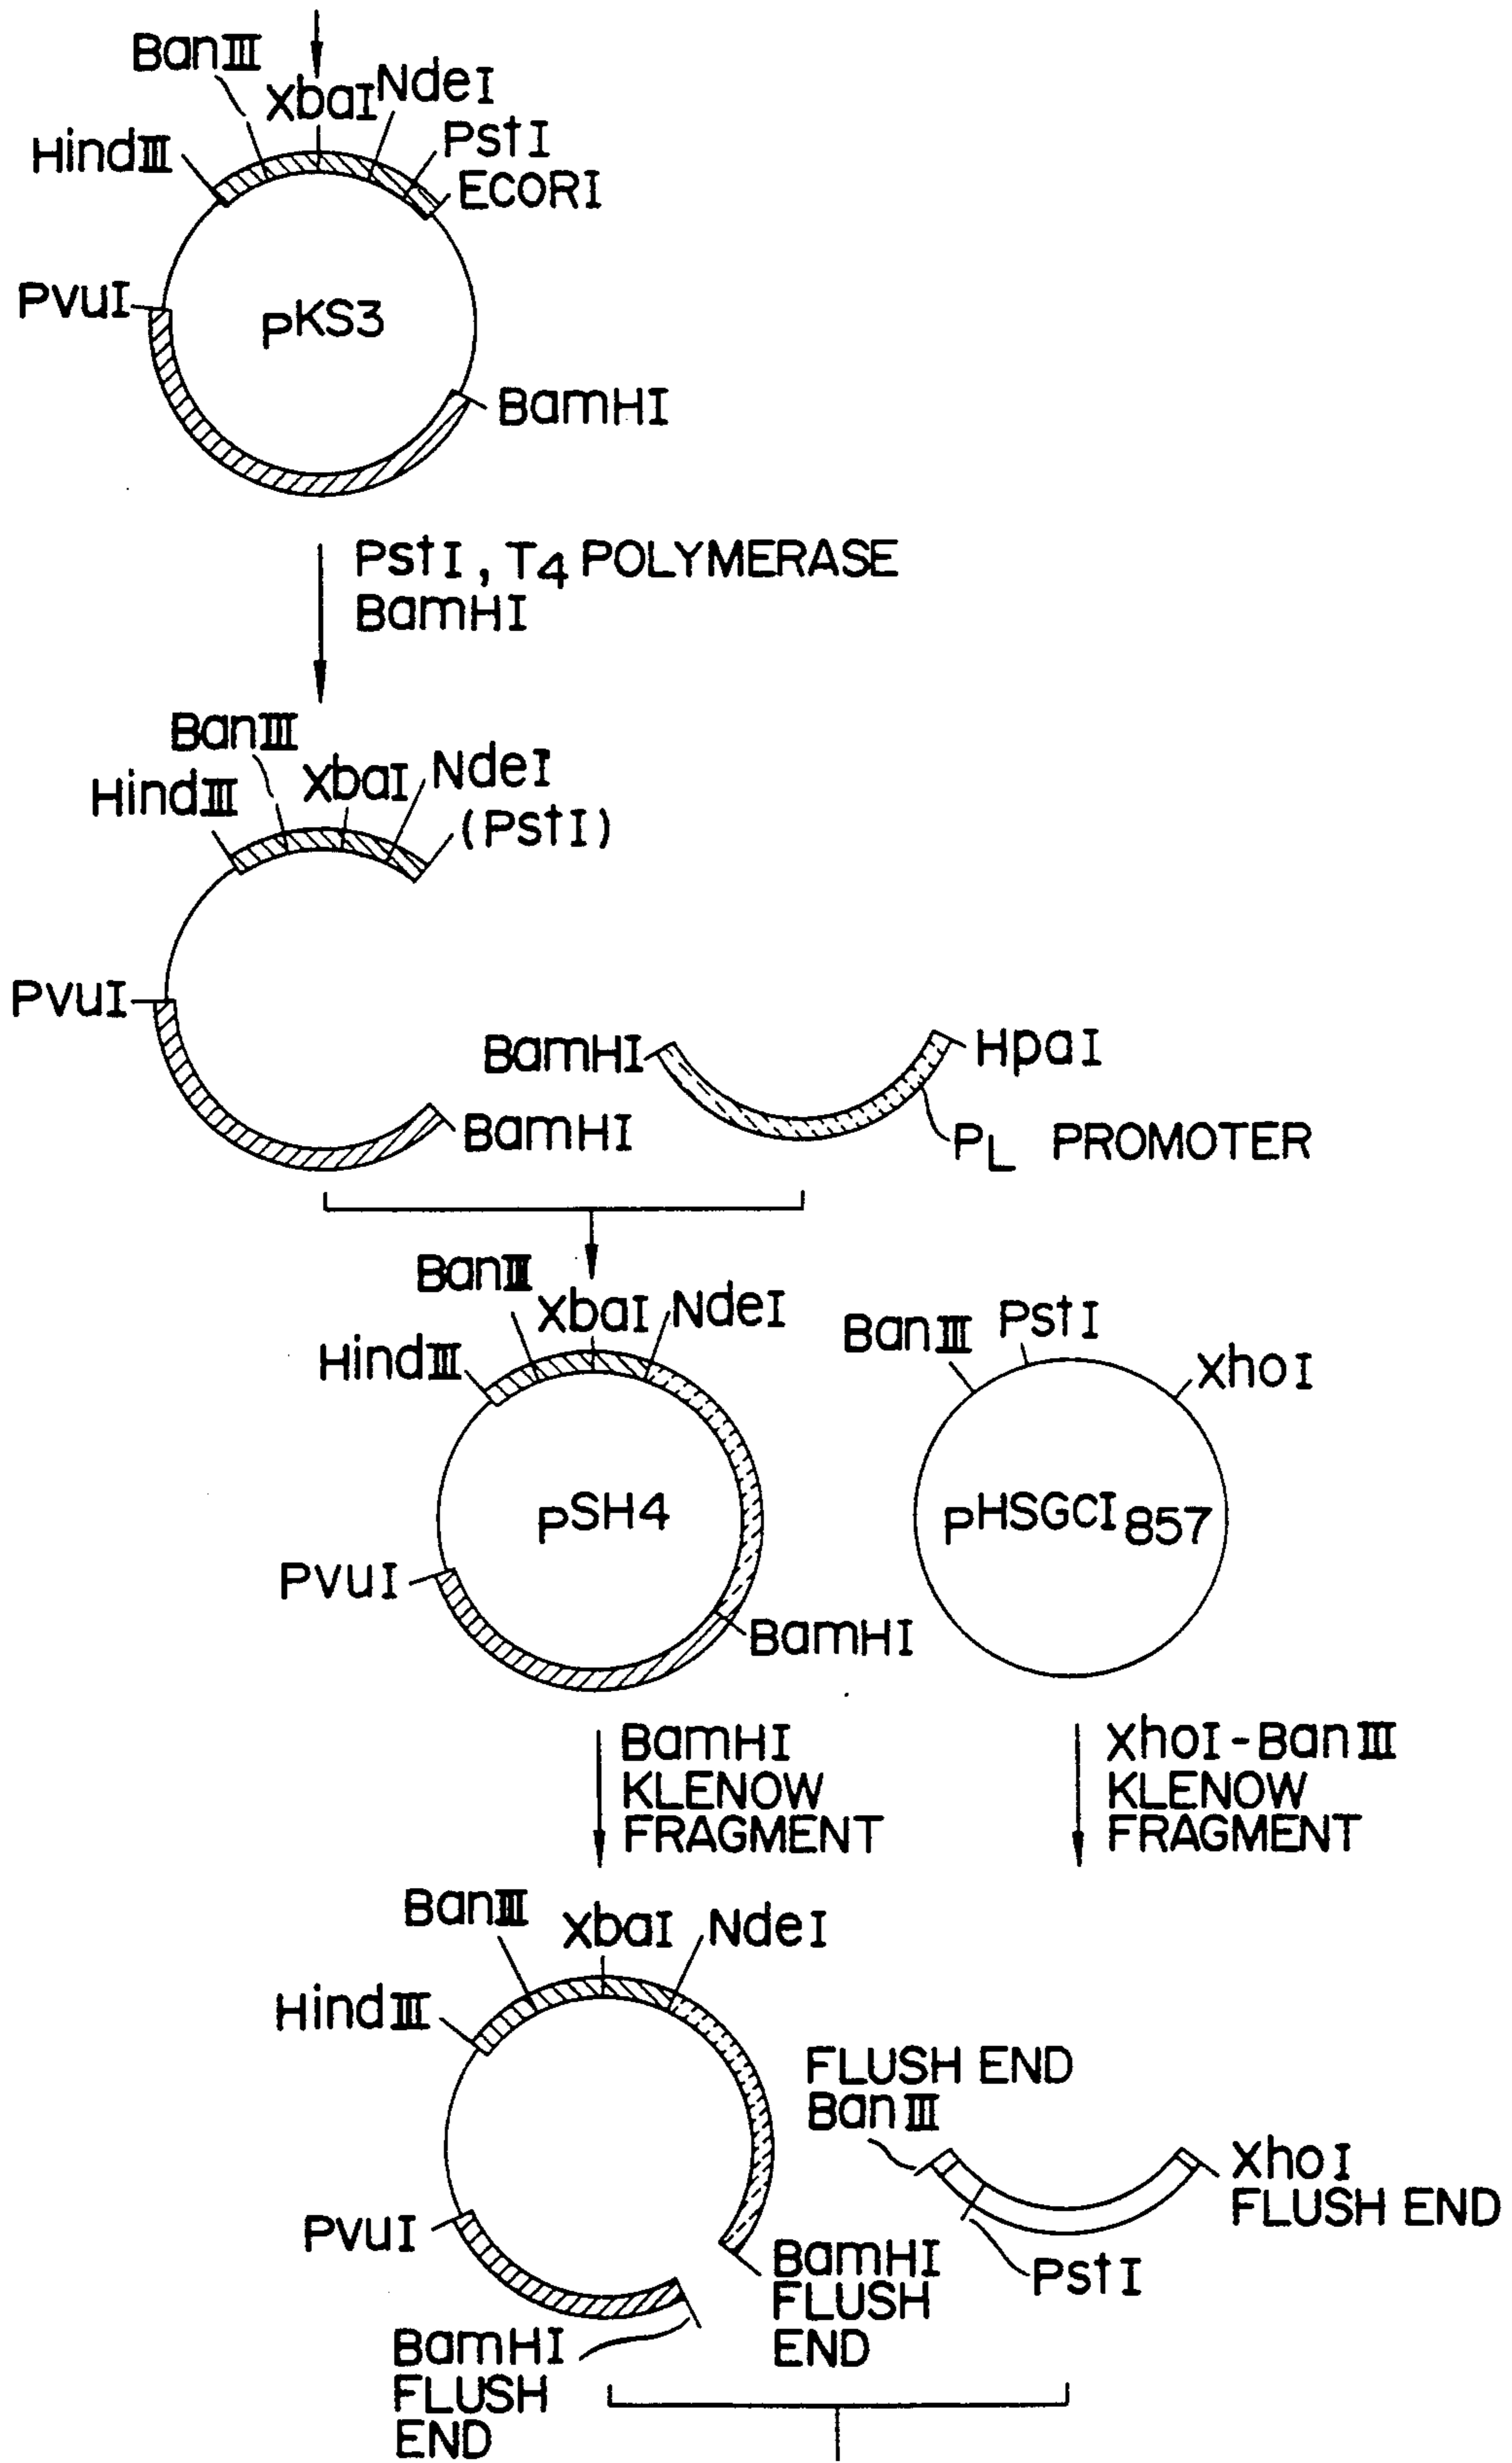 BanIII
XbaI
NdeI
HindIII
PstI
ECORI
PvuI
pKS3
BamHI
PstI, T4 POLYMERASE
BamHI
BanIII
XbaI
NdeI
HindIII
(PstI)
PvuI
BamHI
HpaI
BamHI
PL PROMOTER
BanIII
XbaI
NdeI
HindIII
BanIII
PstI
XhoI
pSH4
pHSGCI857
PvuI
BamHI
BamHI
KLENOW
FRAGMENT
XhoI-BanIII
KLENOW
FRAGMENT
BanIII
XbaI
NdeI
HindIII
FLUSH END
BanIII
XhoI
FLUSH END
PvuI
PstI
BamHI
FLUSH
END
BamHI
FLUSH
END